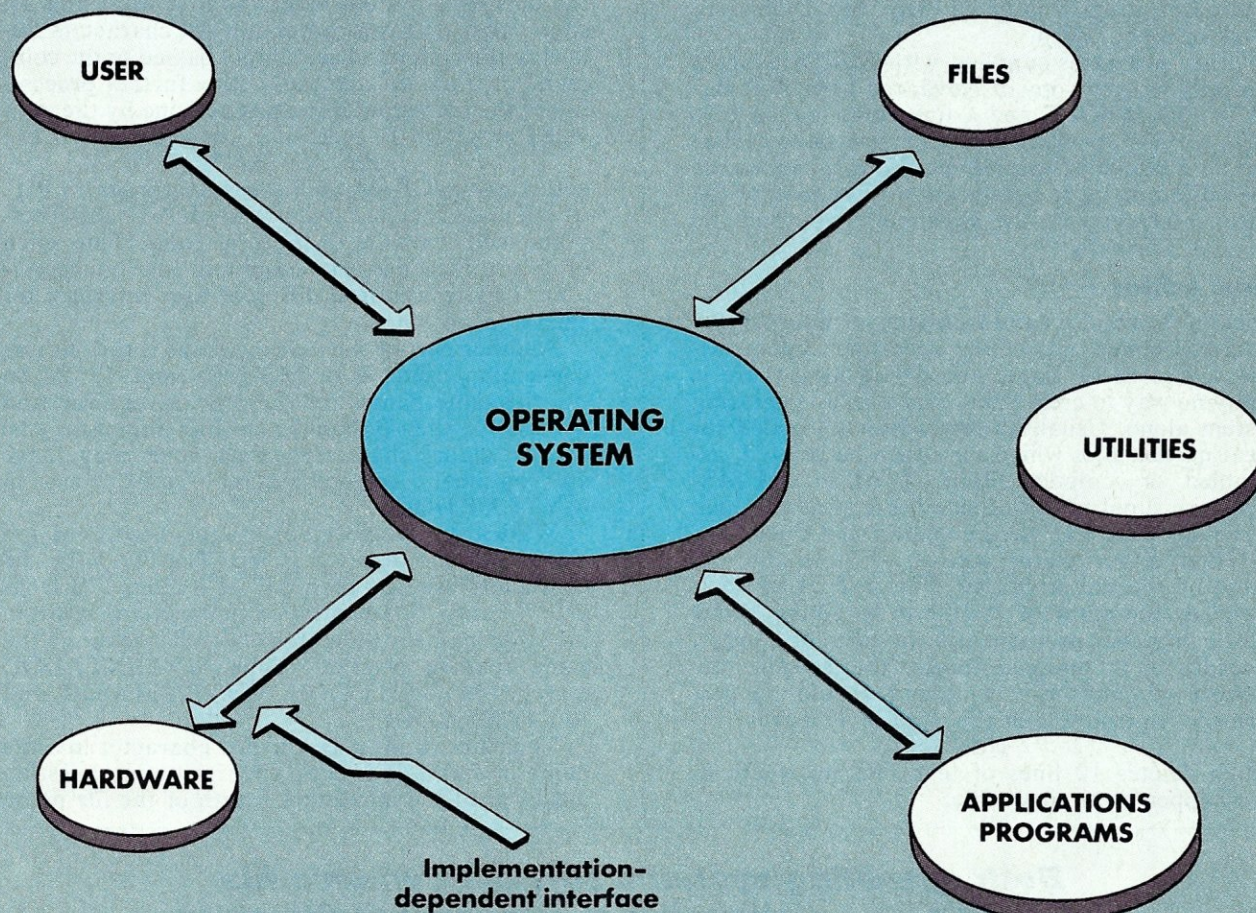 USER
FILES
OPERATING
SYSTEM
UTILITIES
HARDWARE
APPLICATIONS
PROGRAMS
Implementation-
dependent interface